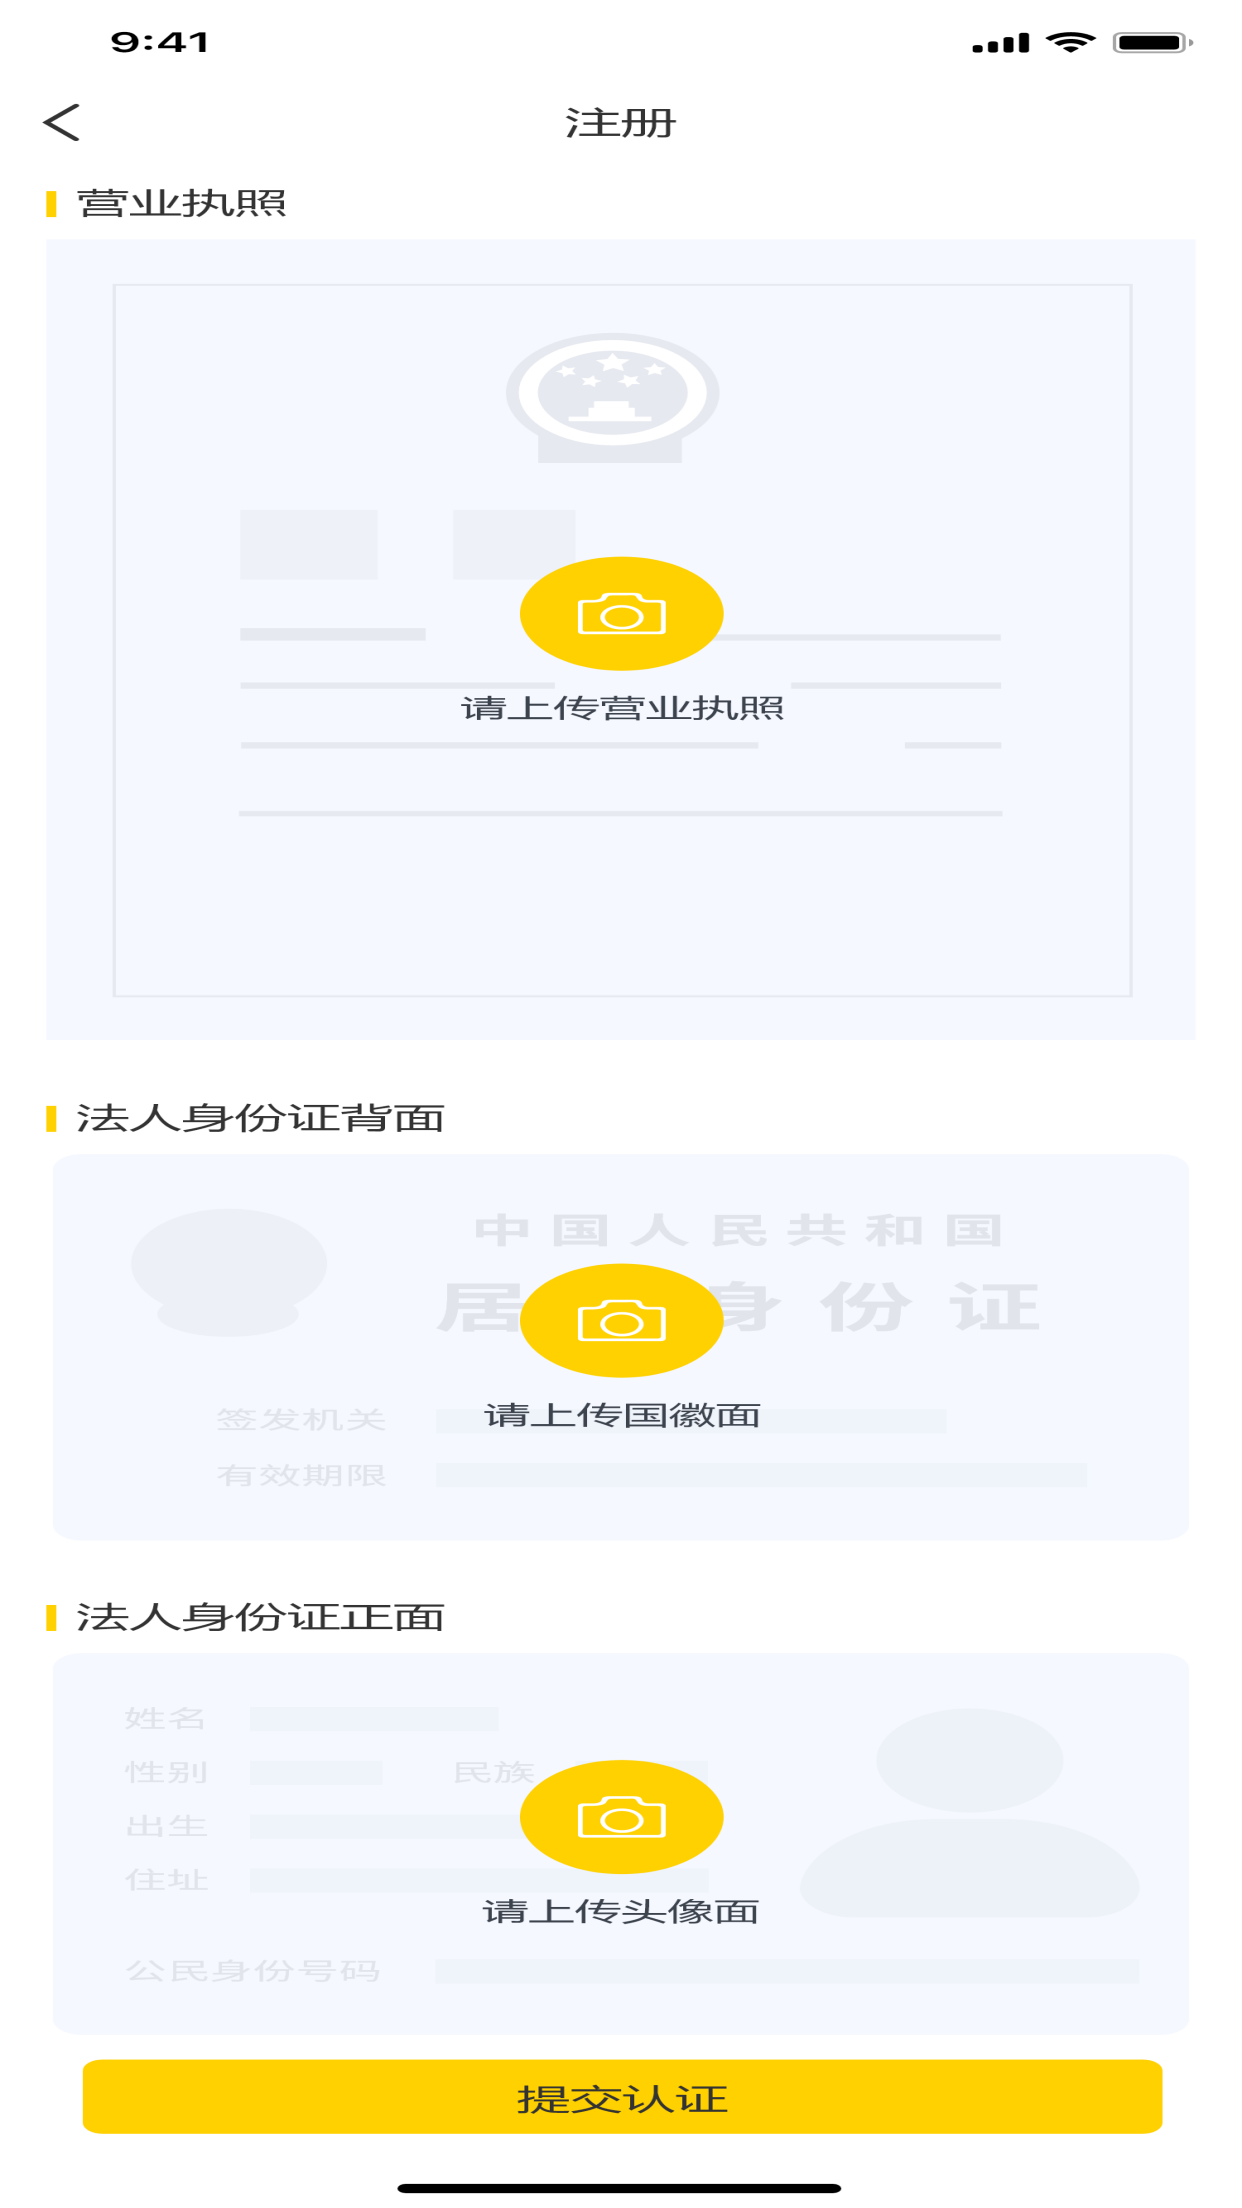 9:41
注册
营业执照
请上传营业执照
法人身份证背面
中国人民共和国
居 身份证
请上传国徽面
签发机关
有效期限
法人身份证正面
姓名
性别 民族
出生
住址
请上传头像面
公民身份号码
提交认证